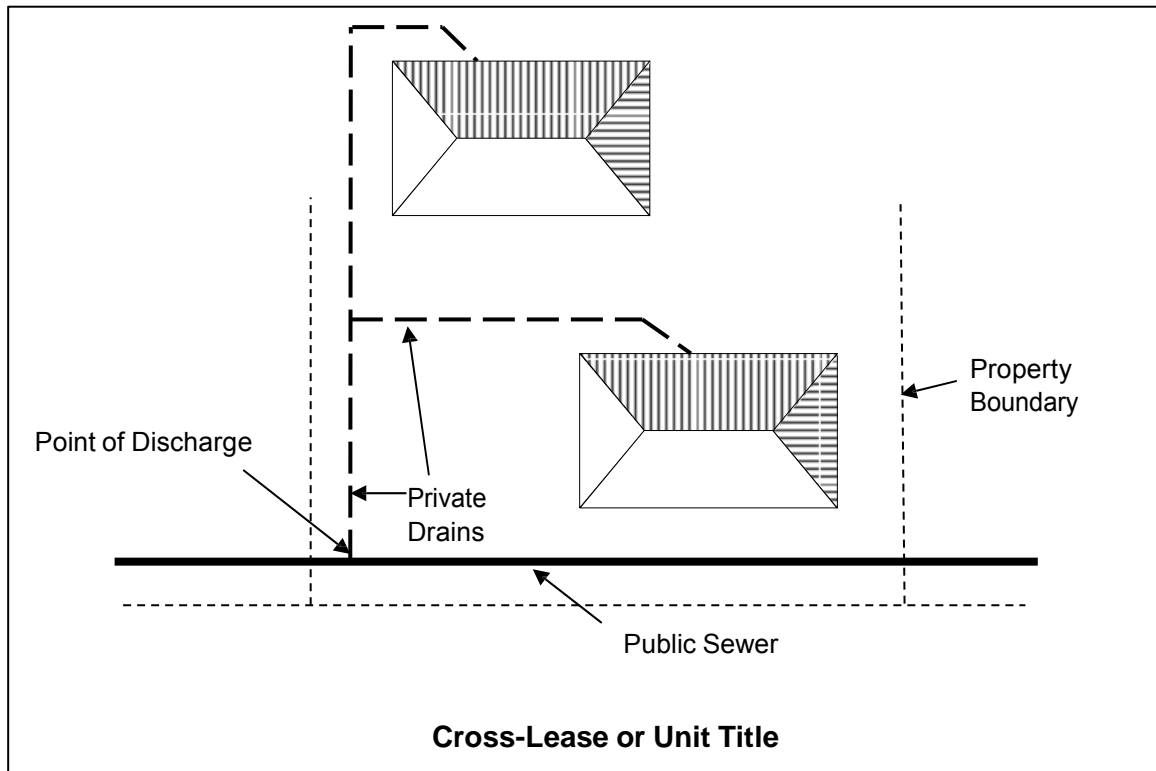 Property
Boundary
Point of Discharge
Private
Drains
Public Sewer
Cross-Lease or Unit Title